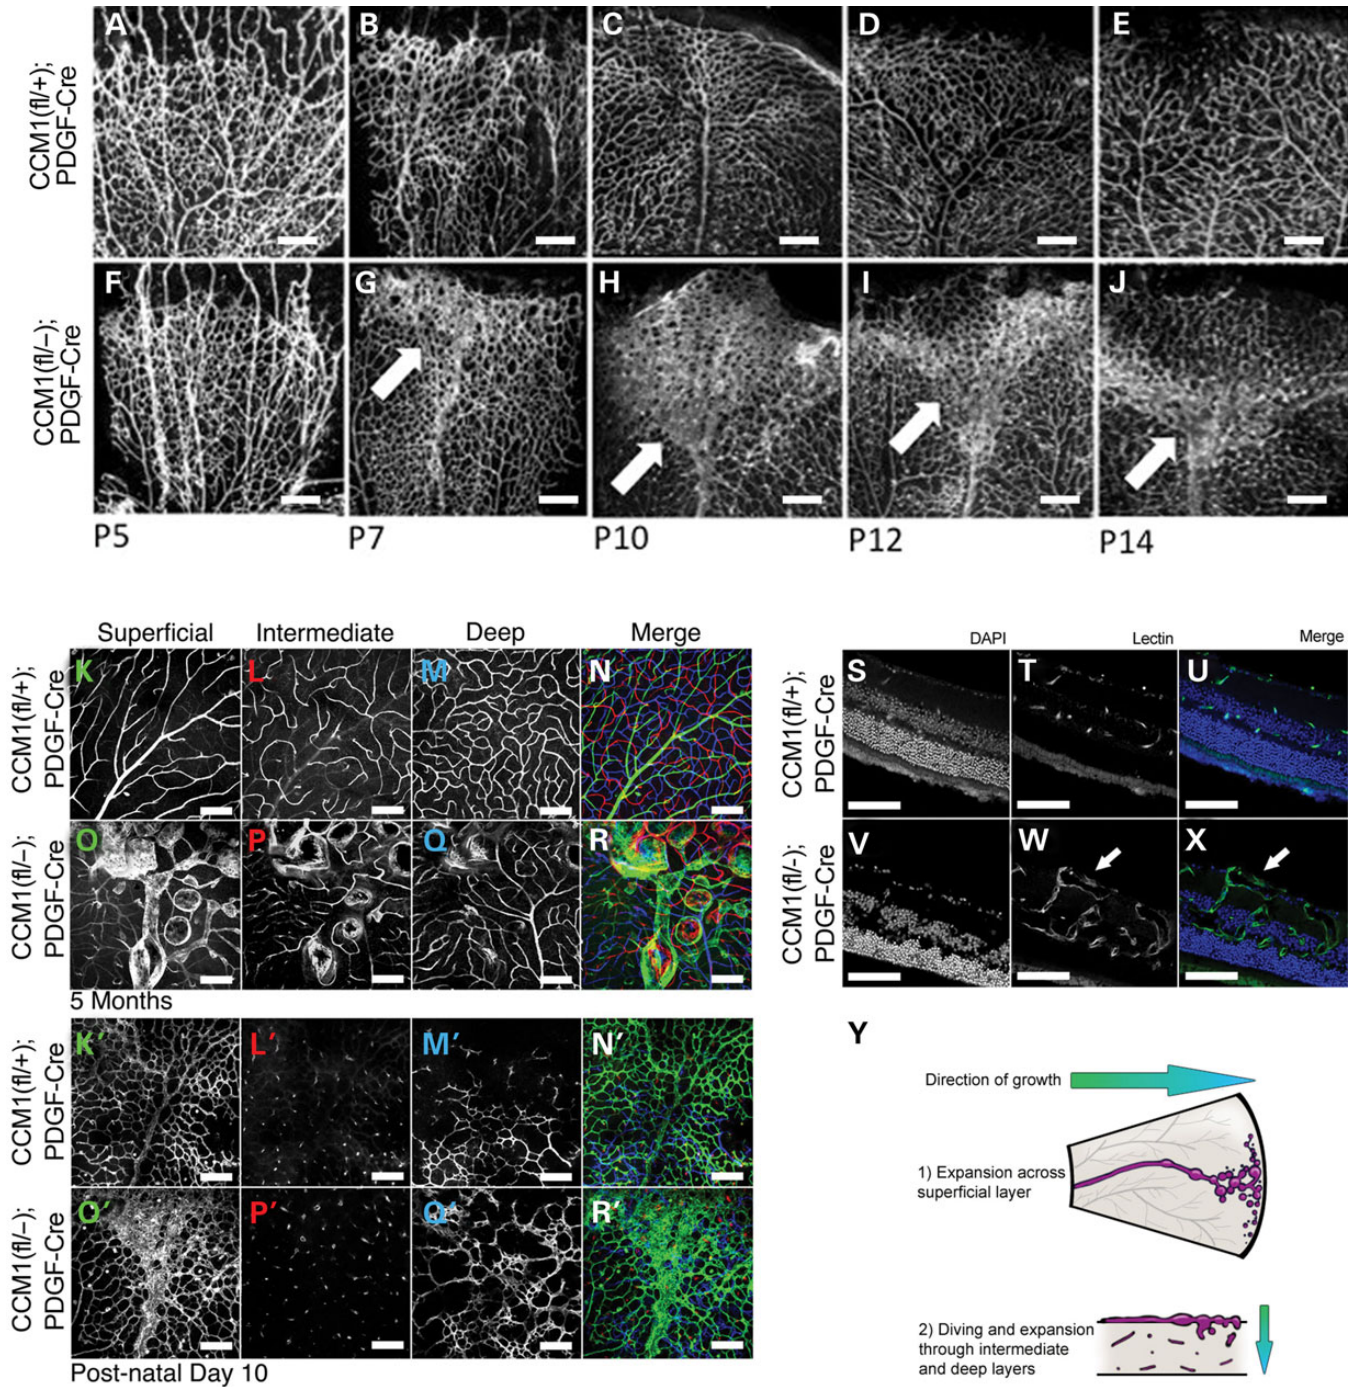 A B C D E
CCM1(fl/+);
PDGF-Cre
F G H I J
CCM1(fl/–);
PDGF-Cre
P5 P7 P10 P12 P14
Superficial Intermediate Deep Merge
K L M N
CCM1(fl/+);
PDGF-Cre
O P Q R
CCM1(fl/–);
PDGF-Cre
5 Months
K′ L′ M′ N′
CCM1(fl/+);
PDGF-Cre
O′ P′ Q′ R′
CCM1(fl/–);
PDGF-Cre
Post-natal Day 10
DAPI Lectin Merge
S T U
CCM1(fl/+);
PDGF-Cre
V W X
CCM1(fl/-);
PDGF-Cre
Y
Direction of growth
1) Expansion across
superficial layer
2) Diving and expansion
through intermediate
and deep layers